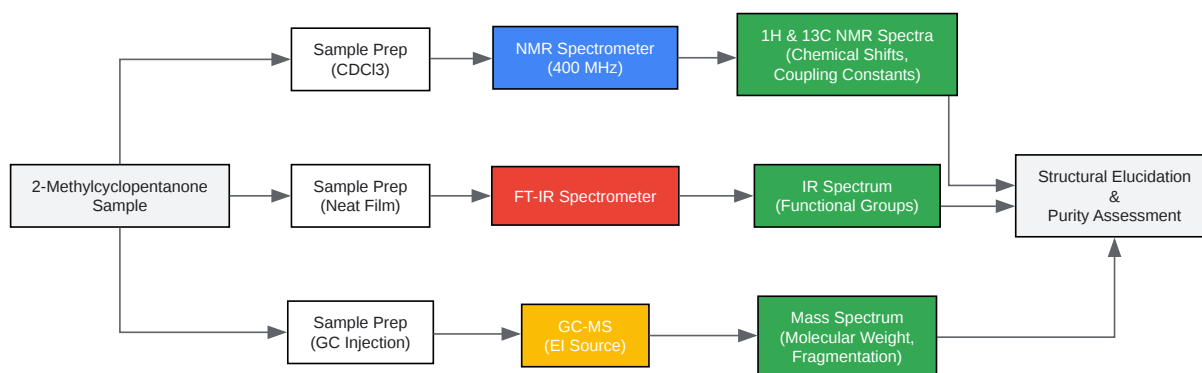 2-Methylcyclopentanone
Sample
Sample Prep
(CDCl3)
NMR Spectrometer
(400 MHz)
1H & 13C NMR Spectra
(Chemical Shifts,
Coupling Constants)
Sample Prep
(Neat Film)
FT-IR Spectrometer
IR Spectrum
(Functional Groups)
Sample Prep
(GC Injection)
GC-MS
(EI Source)
Mass Spectrum
(Molecular Weight,
Fragmentation)
Structural Elucidation
&
Purity Assessment